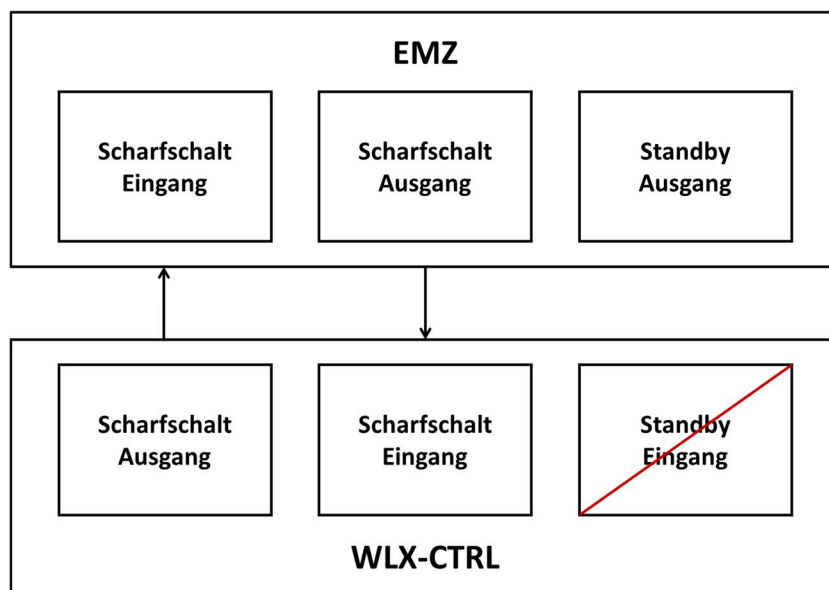 EMZ
Scharfschalt
Eingang
Scharfschalt
Ausgang
Standby
Ausgang
Scharfschalt
Ausgang
Scharfschalt
Eingang
Standby
Eingang
WLX-CTRL